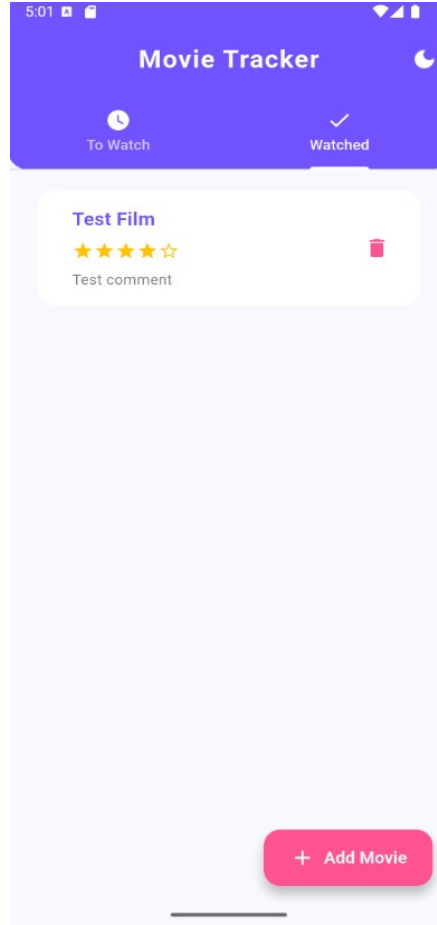 5:01
Movie Tracker
To Watch
Watched
Test Film
Test comment
+ Add Movie